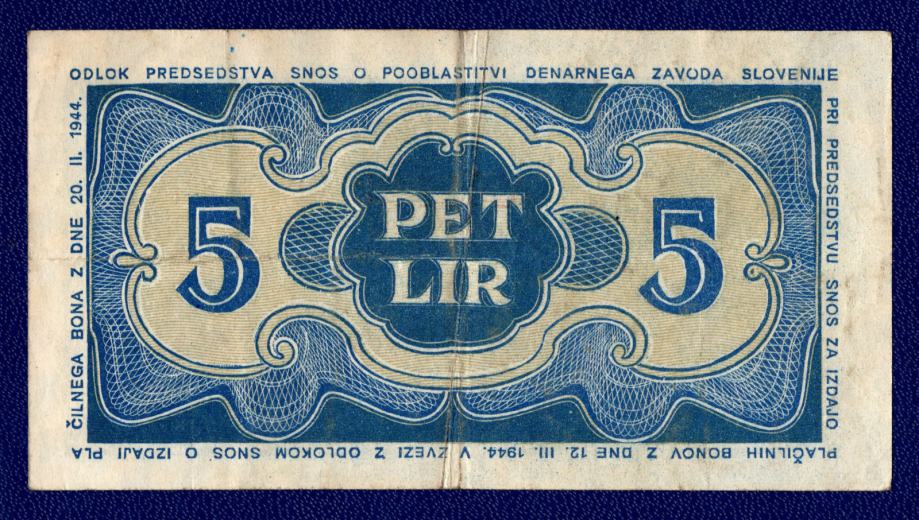 ODLOK PREDSEDSTVA SNOS O POOBLASTITVI DENARNEGA ZAVODA SLOVENIJE
PRI PREDSEDSTVU SNOS ZA IZDAJO
PLAČILNIH BONOV Z DNE 12. III. 1944. V ZVEZI Z ODLOKOM SNOS O IZDAJI PLA
ČILNEGA BONA Z DNE 20. II. 1944.
5
PET
LIR
5